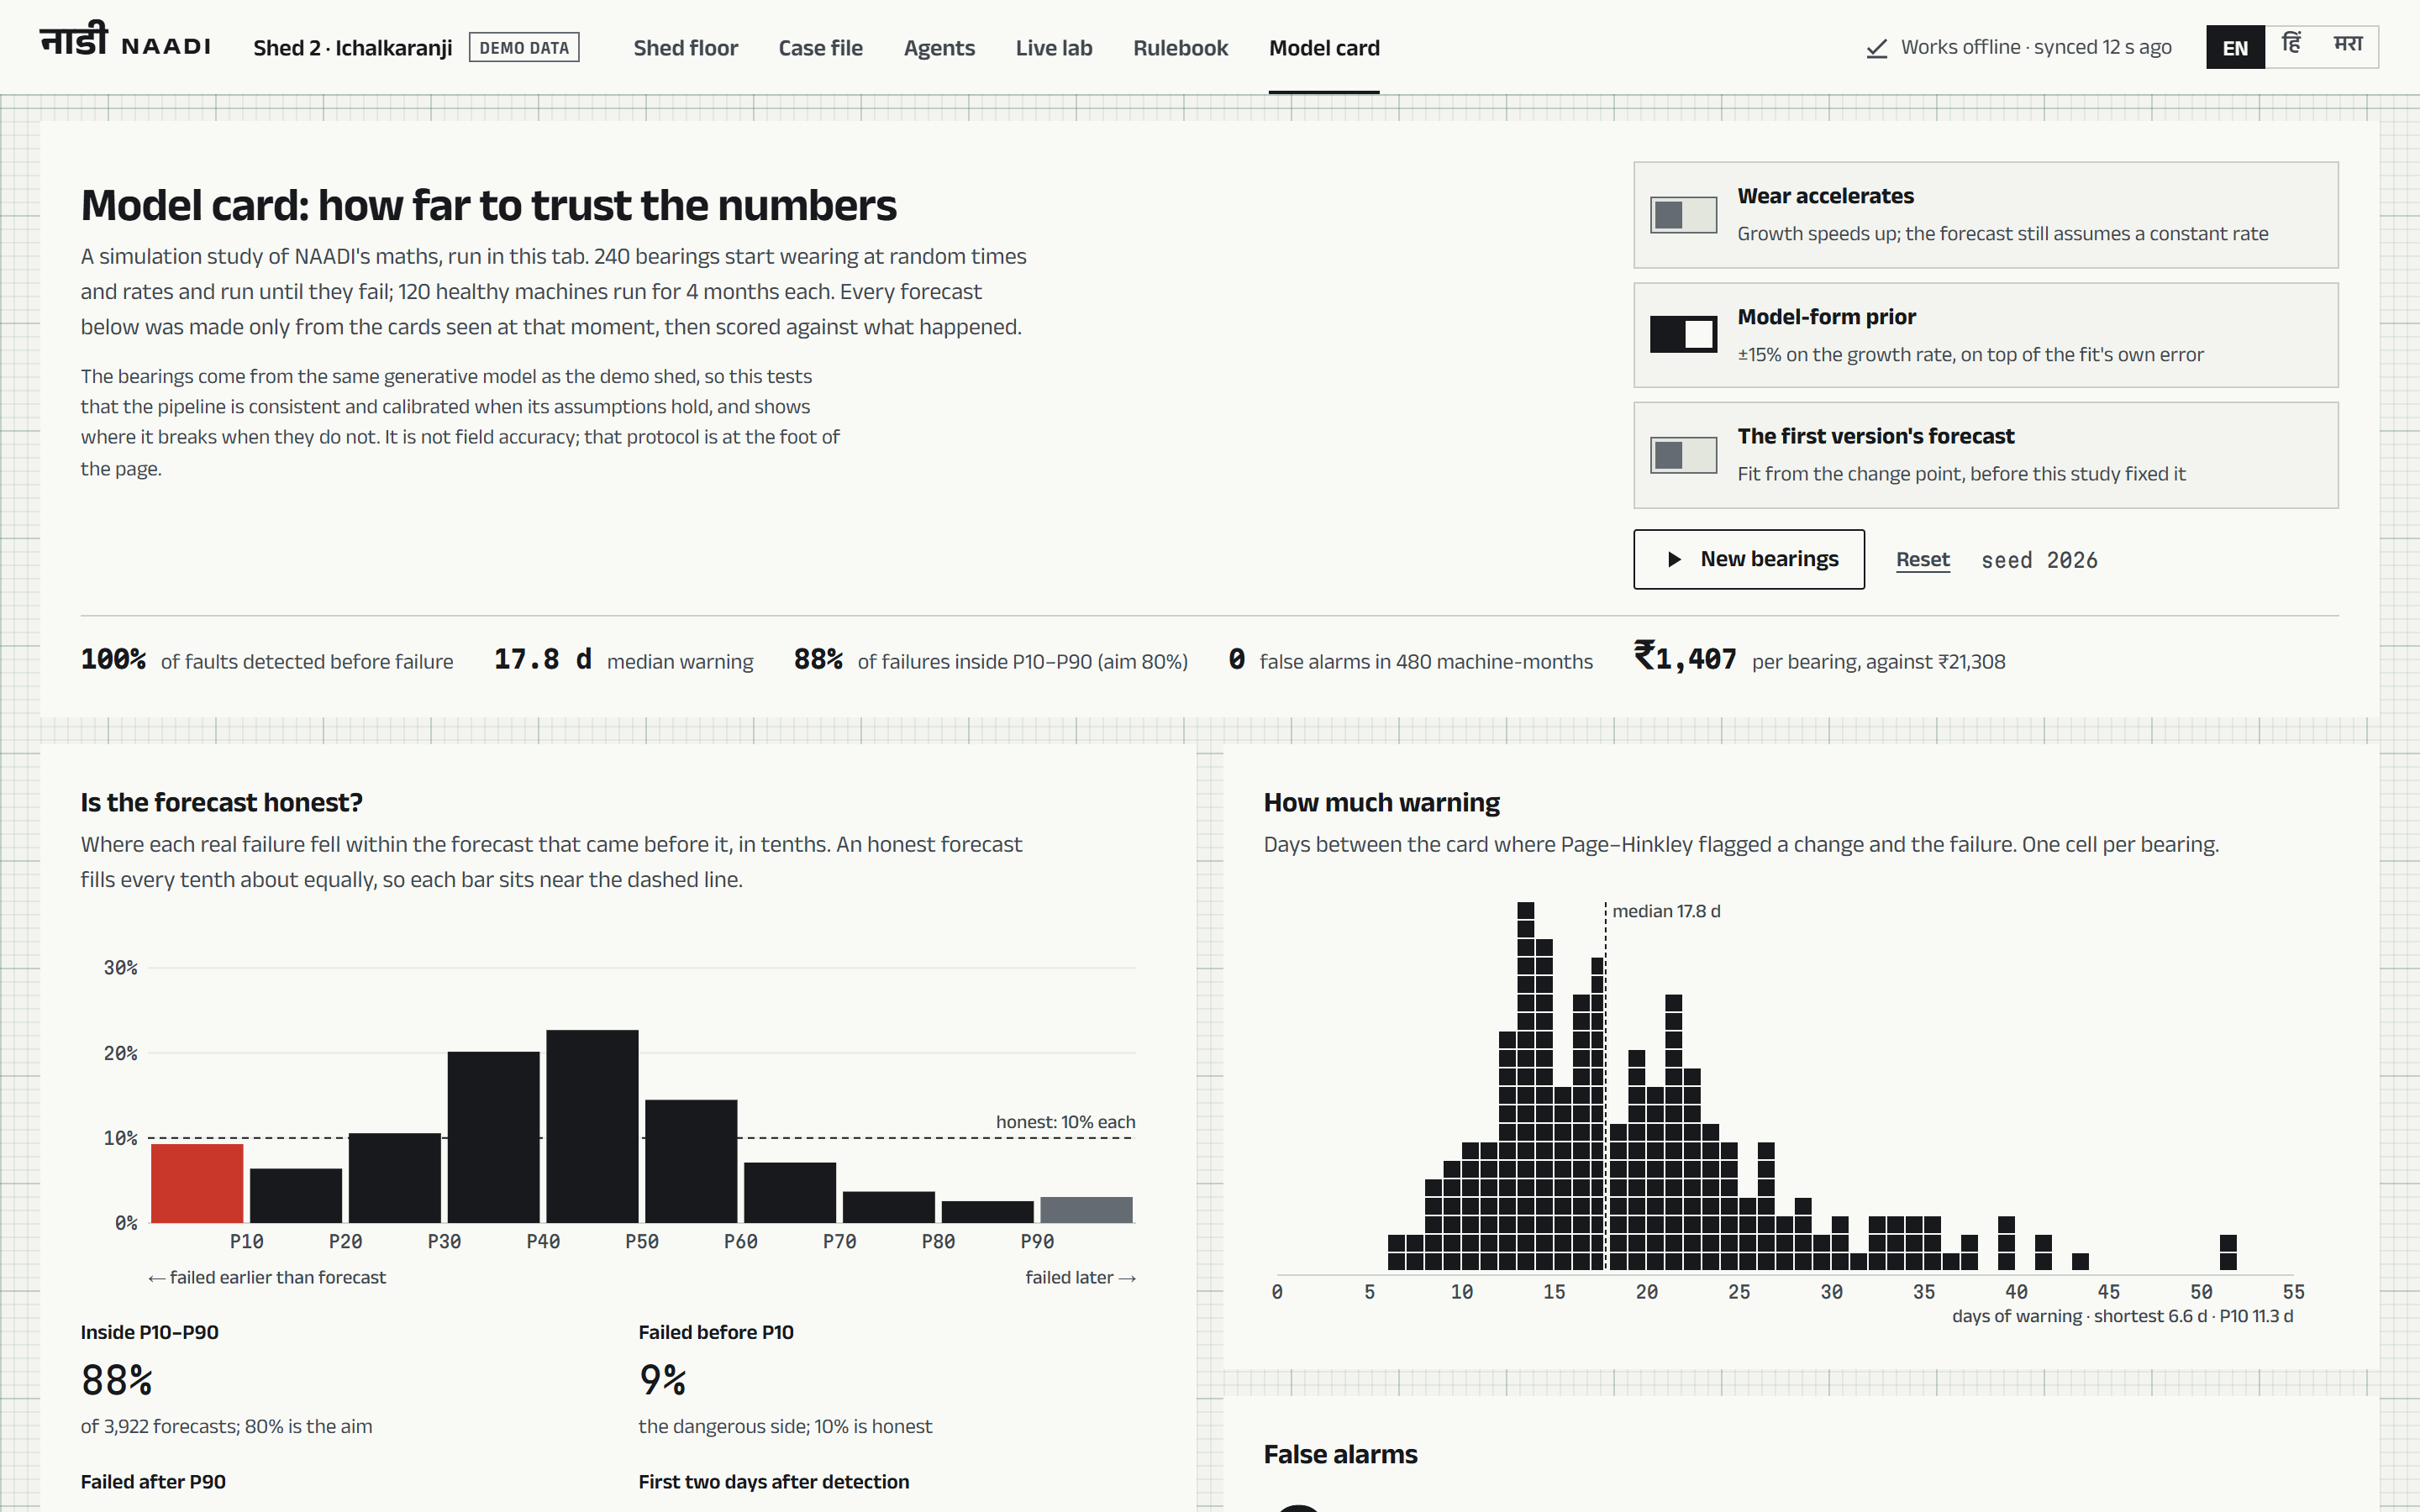 नाडी NAADI
Shed 2 · Ichalkaranji
DEMO DATA
Shed floor
Case file
Agents
Live lab
Rulebook
Model card
Works offline · synced 12 s ago
EN
हिं
मरा
Model card: how far to trust the numbers
A simulation study of NAADI's maths, run in this tab. 240 bearings start wearing at random times
and rates and run until they fail; 120 healthy machines run for 4 months each. Every forecast
below was made only from the cards seen at that moment, then scored against what happened.
The bearings come from the same generative model as the demo shed, so this tests
that the pipeline is consistent and calibrated when its assumptions hold, and shows
where it breaks when they do not. It is not field accuracy; that protocol is at the foot of
the page.
Wear accelerates
Growth speeds up; the forecast still assumes a constant rate
Model-form prior
±15% on the growth rate, on top of the fit's own error
The first version's forecast
Fit from the change point, before this study fixed it
New bearings
Reset
seed 2026
100% of faults detected before failure
17.8 d median warning
88% of failures inside P10–P90 (aim 80%)
0 false alarms in 480 machine-months
₹1,407 per bearing, against ₹21,308
Is the forecast honest?
Where each real failure fell within the forecast that came before it, in tenths. An honest forecast
fills every tenth about equally, so each bar sits near the dashed line.
30%
20%
10%
0%
honest: 10% each
P10 P20 P30 P40 P50 P60 P70 P80 P90
← failed earlier than forecast
failed later →
Inside P10–P90
88%
of 3,922 forecasts; 80% is the aim
Failed before P10
9%
the dangerous side; 10% is honest
Failed after P90
First two days after detection
How much warning
Days between the card where Page–Hinkley flagged a change and the failure. One cell per bearing.
median 17.8 d
0 5 10 15 20 25 30 35 40 45 50 55
days of warning · shortest 6.6 d · P10 11.3 d
False alarms